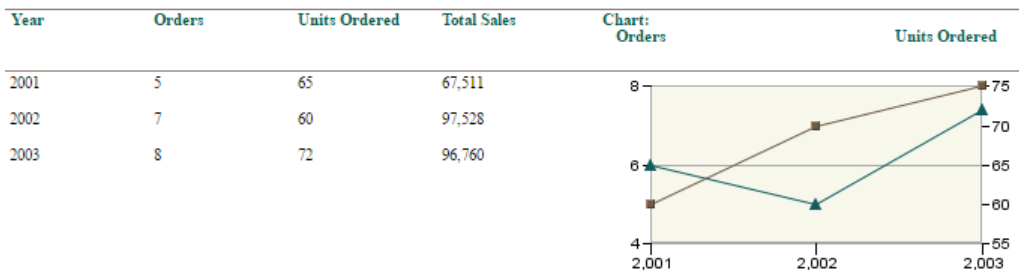 Year Orders Units Ordered Total Sales Chart:
Orders Units Ordered
2001 5 65 67,511
2002 7 60 97,528
2003 8 72 96,760
8 75
70
6 65
60
4 55
2,001 2,002 2,003